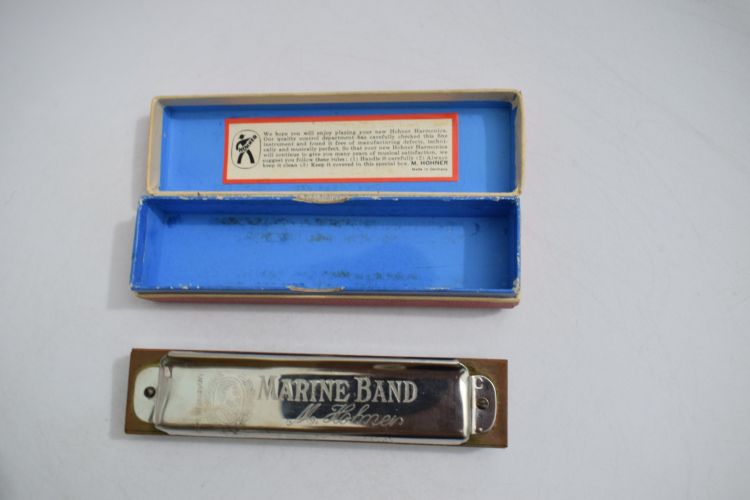 We hope you will enjoy playing your new Hohner Harmonica.
Our quality control department has carefully checked this fine
instrument and found it free of manufacturing defects, techni-
cally and musically perfect. So that your new Hohner Harmonica
will continue to give you many years of musical satisfaction, we
suggest you follow these rules: (1) Handle it carefully (2) Always
keep it clean (3) Keep it covered in this special box. M. HOHNER
Made in Germany
MARINE BAND
M. Hohner
C